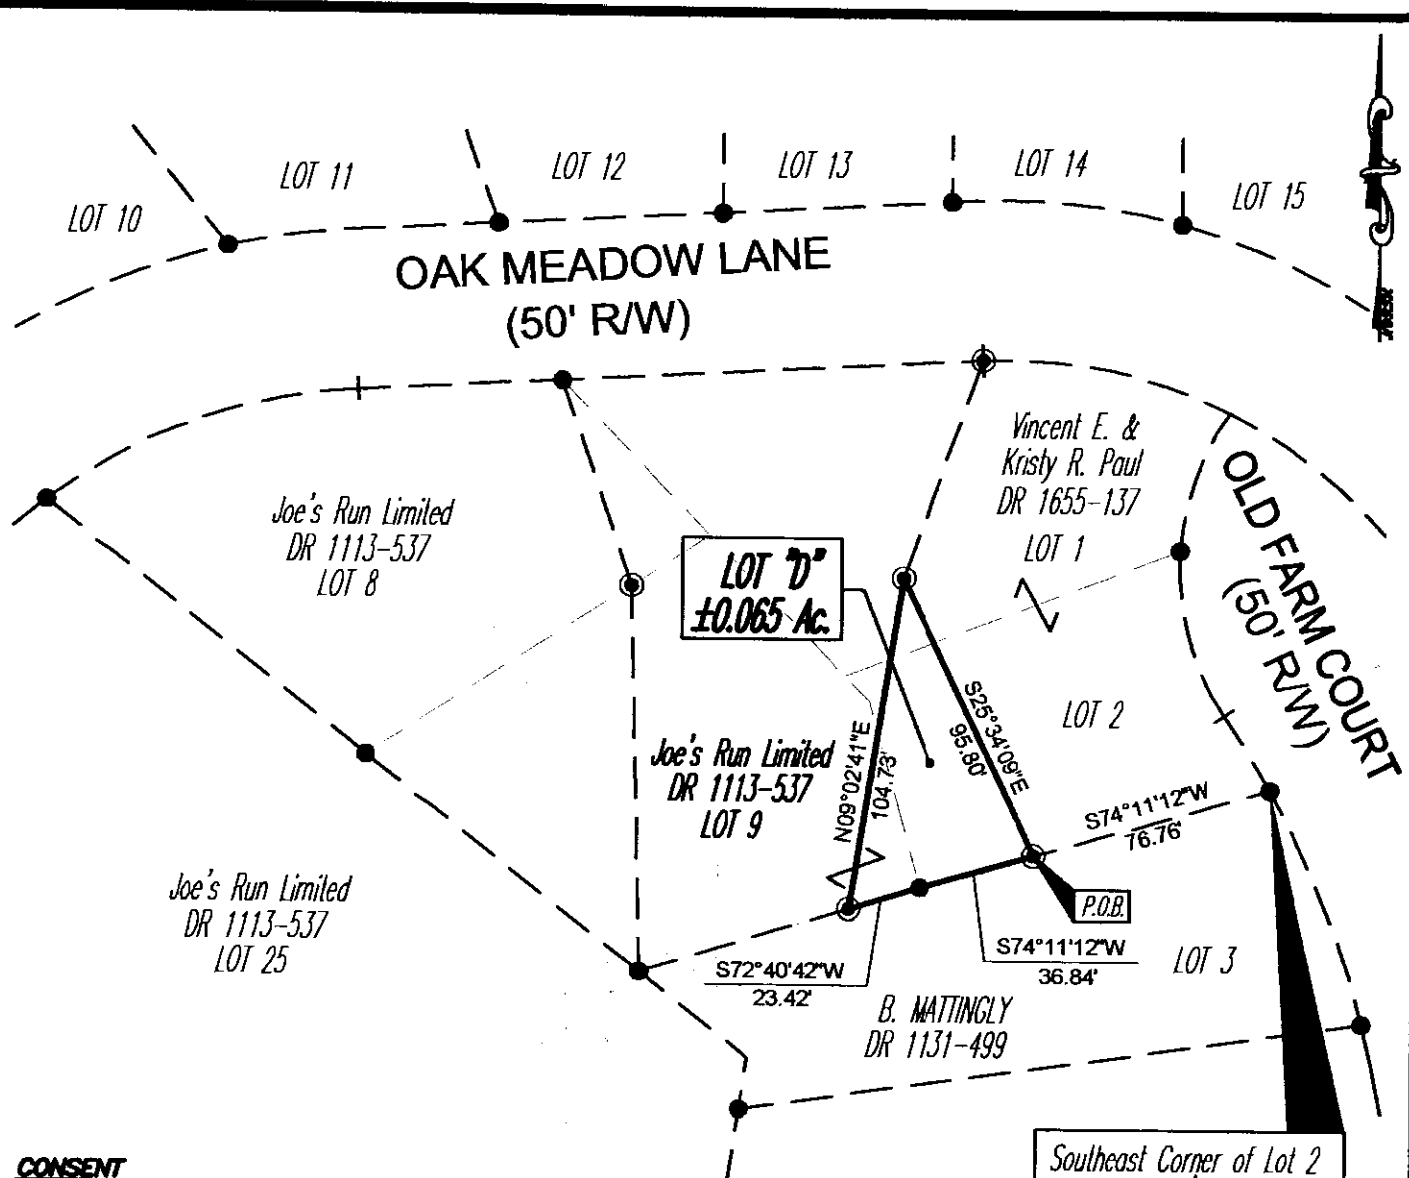 LOT 10
LOT 11
LOT 12
LOT 13
LOT 14
LOT 15
OAK MEADOW LANE
(50' R/W)
Vincent E. &
Kristy R. Paul
DR 1655-137
LOT 1
OLD FARM COURT
(50' R/W)
Joe's Run Limited
DR 1113-537
LOT 8
LOT "D"
±0.065 Ac.
LOT 2
S25°34'09"E
95.80'
N09°02'41"E
104.73'
Joe's Run Limited
DR 1113-537
LOT 9
S74°11'12"W
76.76'
Joe's Run Limited
DR 1113-537
LOT 25
P.O.B.
S72°40'42"W
23.42'
S74°11'12"W
36.84'
LOT 3
B. MATTINGLY
DR 1131-499
Southeast Corner of Lot 2
CONSENT